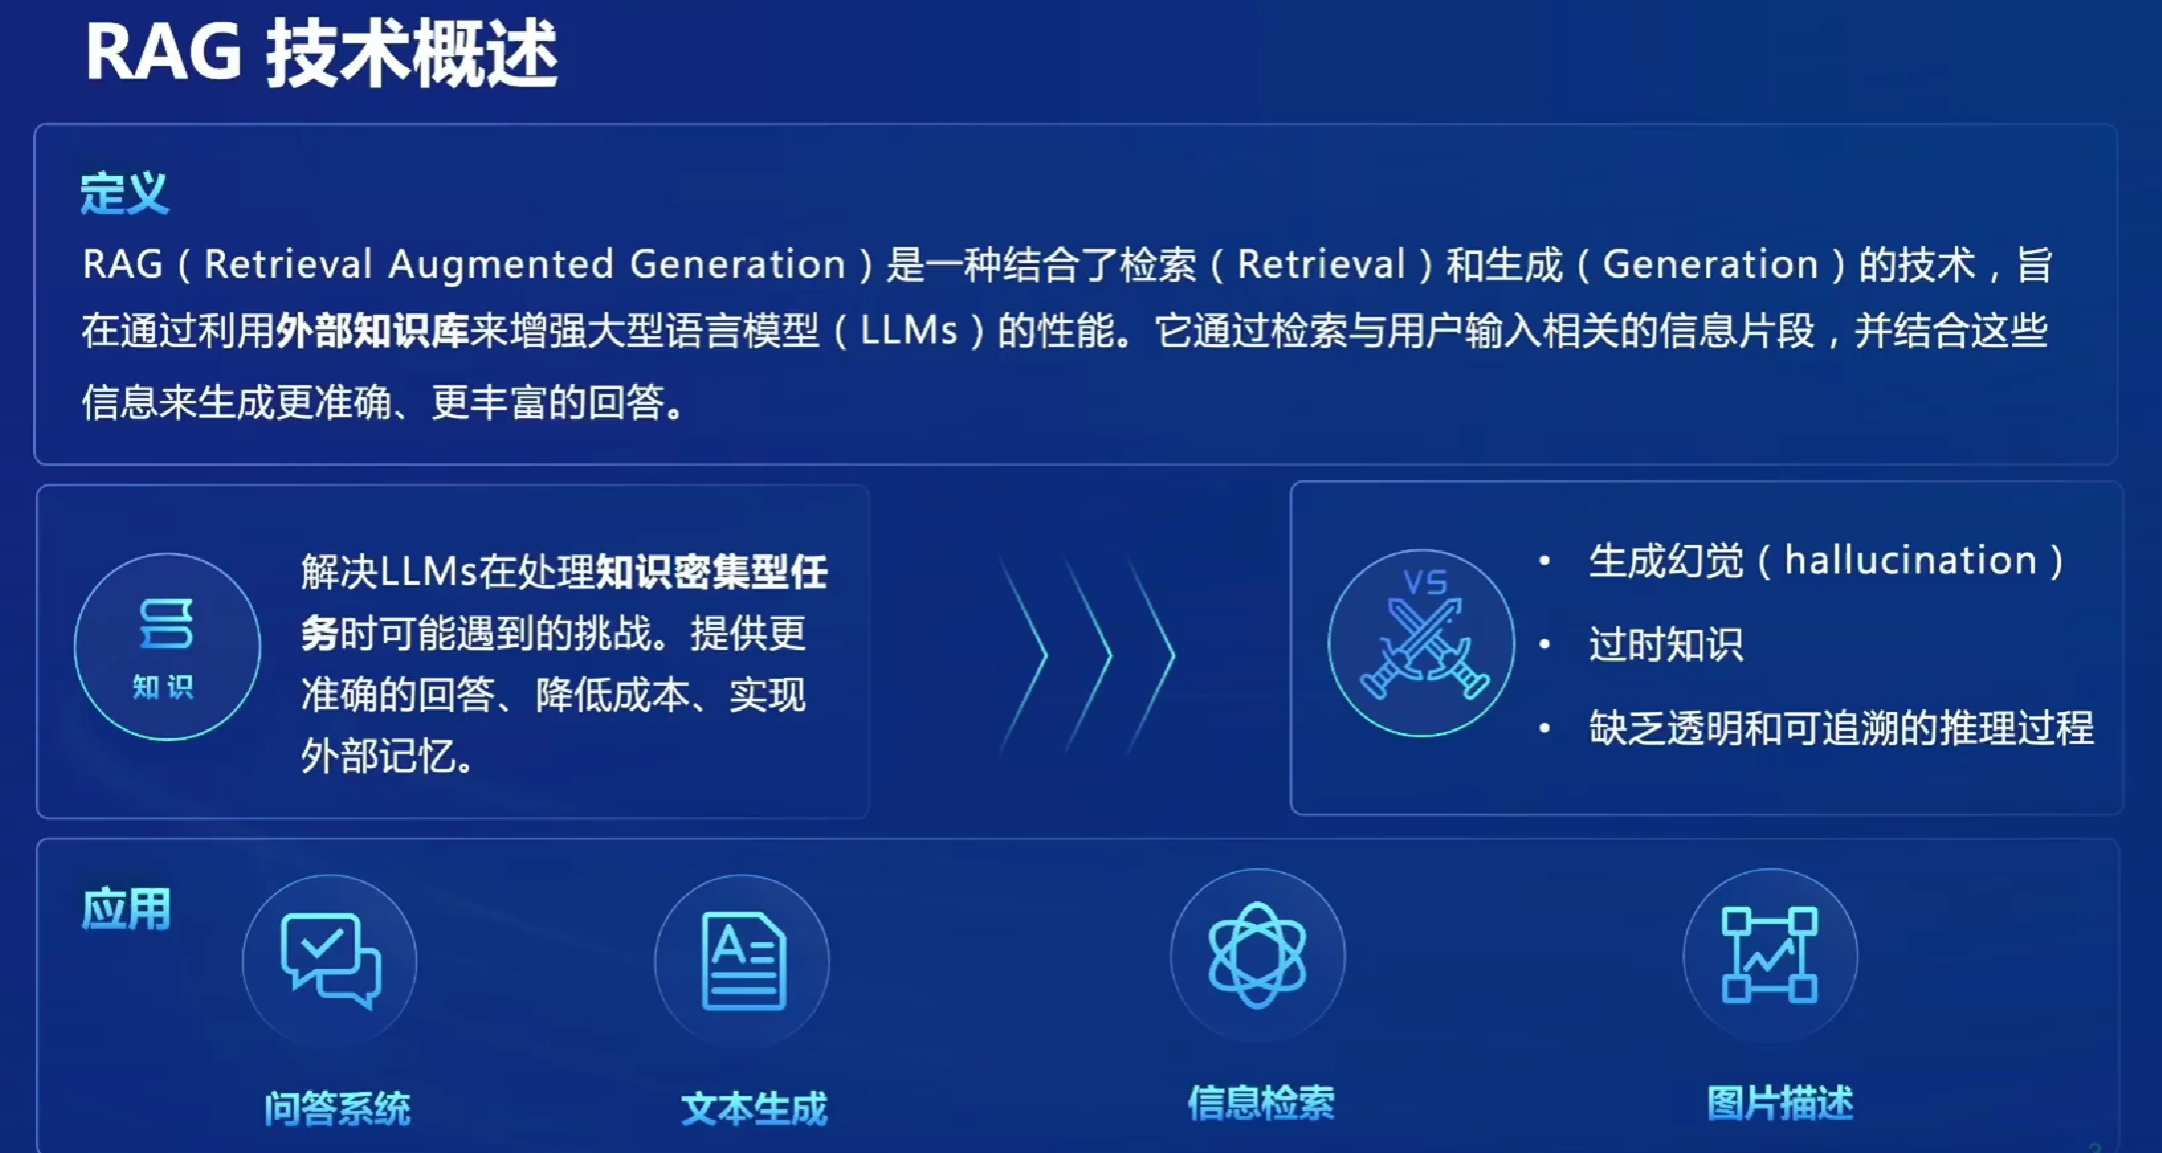 RAG 技术概述
定义
RAG（Retrieval Augmented Generation）是一种结合了检索（Retrieval）和生成（Generation）的技术，旨
在通过利用外部知识库来增强大型语言模型（LLMs）的性能。它通过检索与用户输入相关的信息片段，并结合这些
信息来生成更准确、更丰富的回答。
知识
解决LLMs在处理知识密集型任
务时可能遇到的挑战。提供更
准确的回答、降低成本、实现
外部记忆。
VS
• 生成幻觉（hallucination）
• 过时知识
• 缺乏透明和可追溯的推理过程
应用
A
问答系统
文本生成
信息检索
图片描述